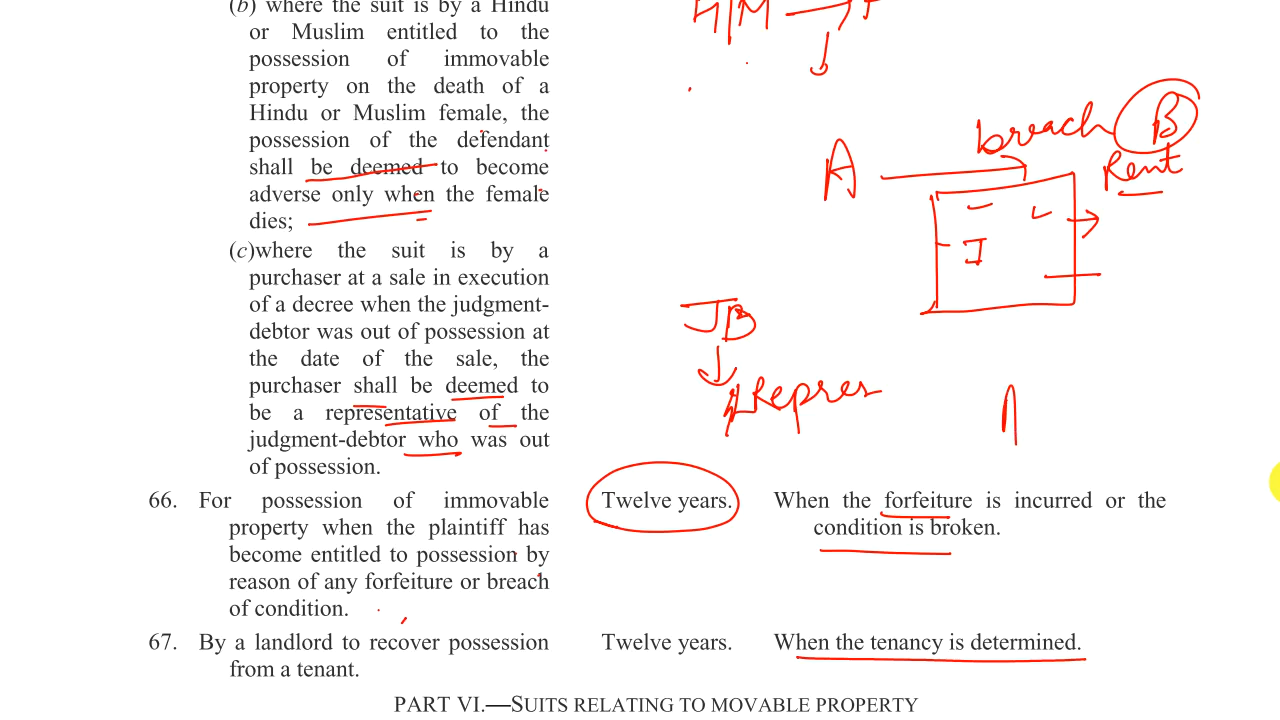 (b) where the suit is by a Hindu
or Muslim entitled to the
possession of immovable
property on the death of a
Hindu or Muslim female, the
possession of the defendant
shall be deemed to become
adverse only when the female
dies;
(c)where the suit is by a
purchaser at a sale in execution
of a decree when the judgment-
debtor was out of possession at
the date of the sale, the
purchaser shall be deemed to
be a representative of the
judgment-debtor who was out
of possession.
H/M
A
breach B
Rent
I
JB
Repres
66. For possession of immovable Twelve years. When the forfeiture is incurred or the
property when the plaintiff has condition is broken.
become entitled to possession by
reason of any forfeiture or breach
of condition.
67. By a landlord to recover possession Twelve years. When the tenancy is determined.
from a tenant.
PART VI.—SUITS RELATING TO MOVABLE PROPERTY